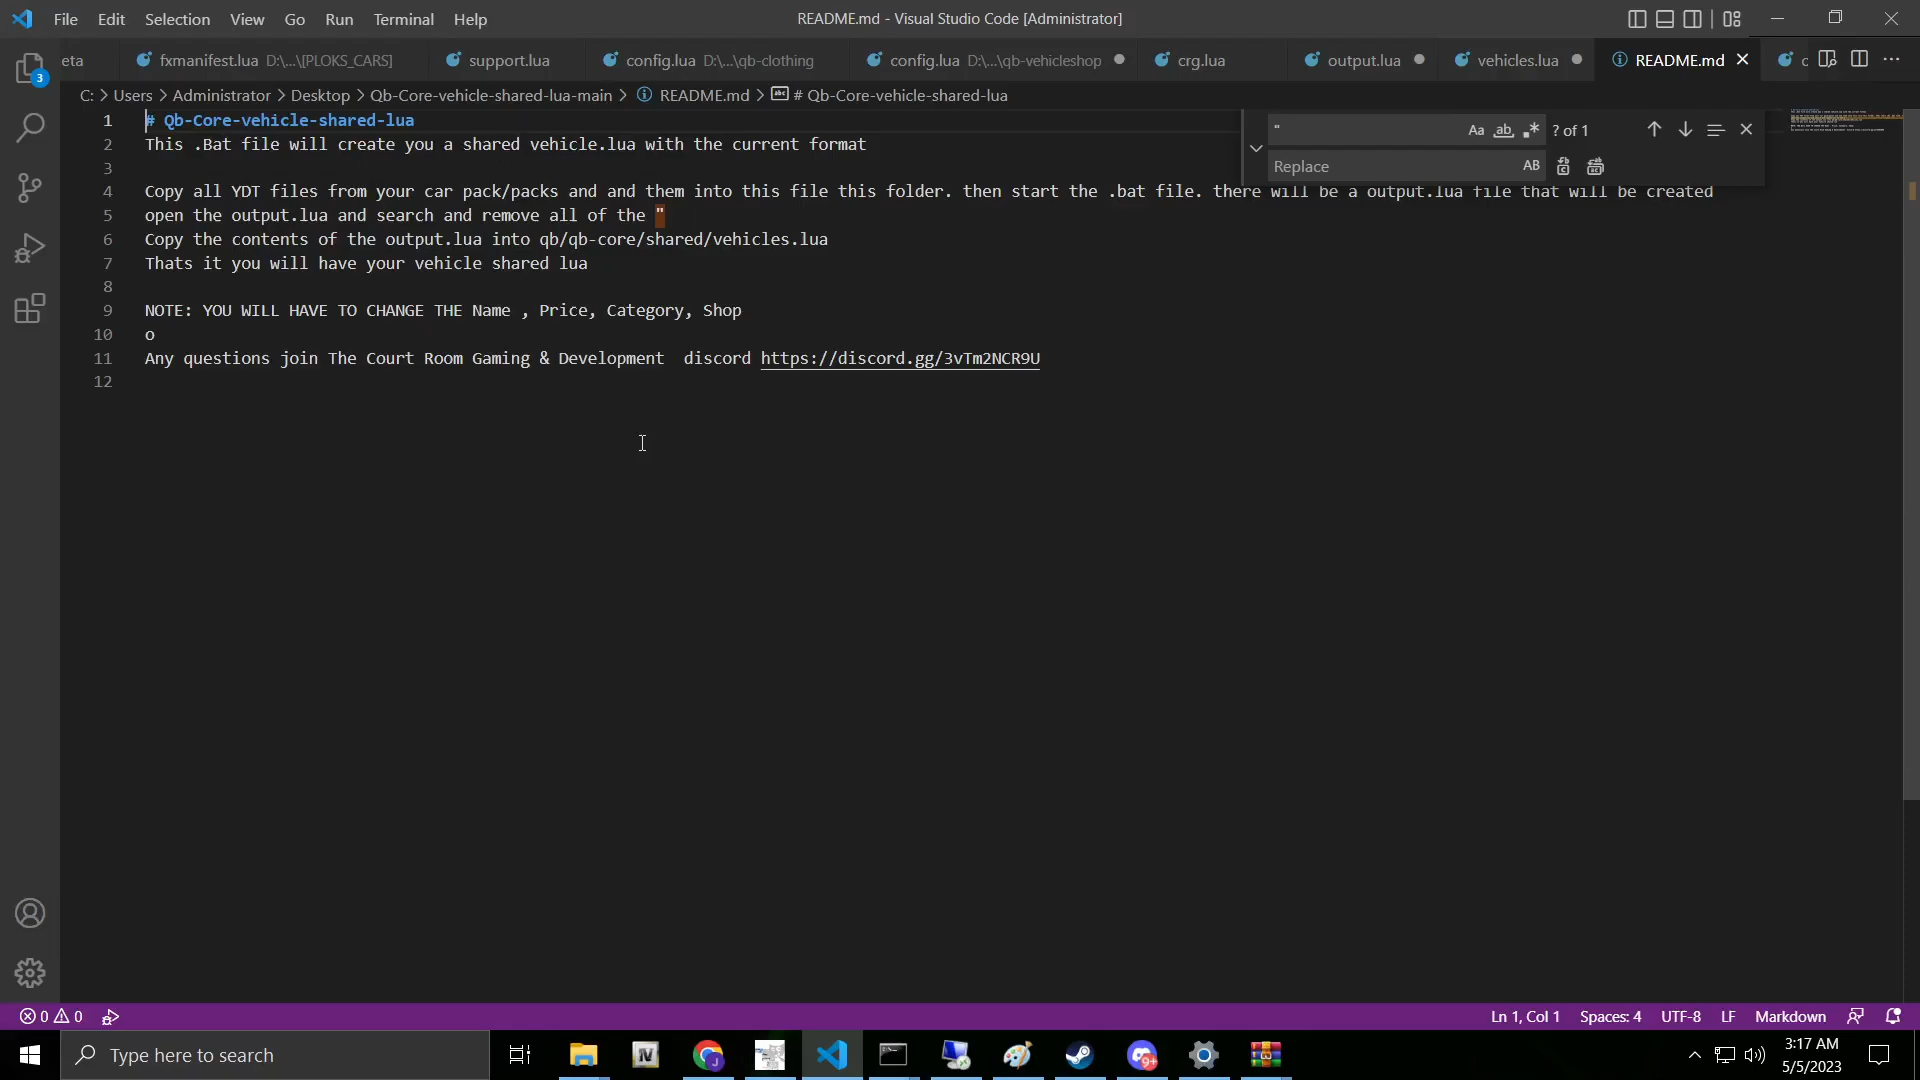 File Edit Selection View Go Run Terminal Help
README.md - Visual Studio Code [Administrator]
eta
fxmanifest.lua D:\...\[PLOKS_CARS]
support.lua
config.lua D:\...\qb-clothing
config.lua D:\...\qb-vehicleshop
crg.lua
output.lua
vehicles.lua
README.md
c
3
C: > Users > Administrator > Desktop > Qb-Core-vehicle-shared-lua-main > README.md > # Qb-Core-vehicle-shared-lua
" Aa ab ? of 1
Replace AB
1 # Qb-Core-vehicle-shared-lua
2 This .Bat file will create you a shared vehicle.lua with the current format
3
4 Copy all YDT files from your car pack/packs and and them into this file this folder. then start the .bat file. there will be a output.lua file that will be created
5 open the output.lua and search and remove all of the "
6 Copy the contents of the output.lua into qb/qb-core/shared/vehicles.lua
7 Thats it you will have your vehicle shared lua
8
9 NOTE: YOU WILL HAVE TO CHANGE THE Name , Price, Category, Shop
10 o
11 Any questions join The Court Room Gaming & Development  discord https://discord.gg/3vTm2NCR9U
12
0 0
Ln 1, Col 1 Spaces: 4 UTF-8 LF Markdown
Type here to search
J
9+
3:17 AM
5/5/2023